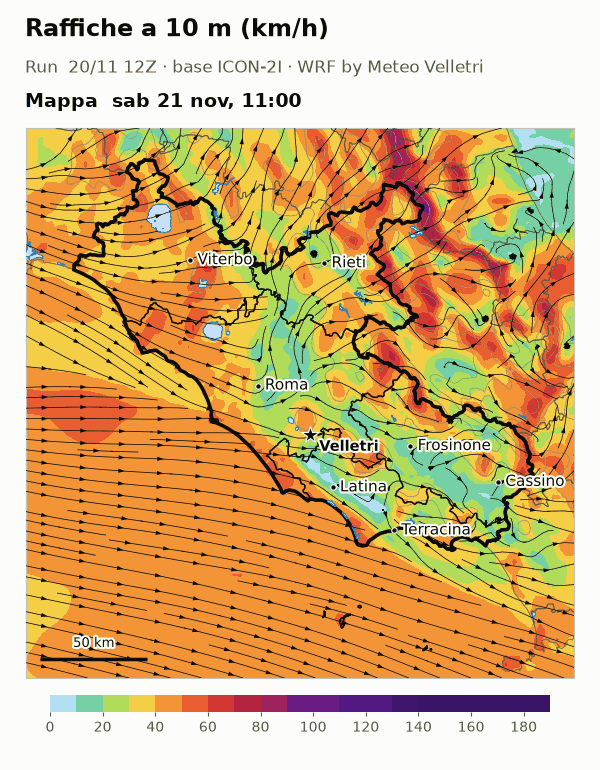 Raffiche a 10 m (km/h)
Run  20/11 12Z · base ICON-2I · WRF by Meteo Velletri
Mappa  sab 21 nov, 11:00
Viterbo
Rieti
Roma
Velletri
Frosinone
Latina
Cassino
Terracina
50 km
0 20 40 60 80 100 120 140 160 180